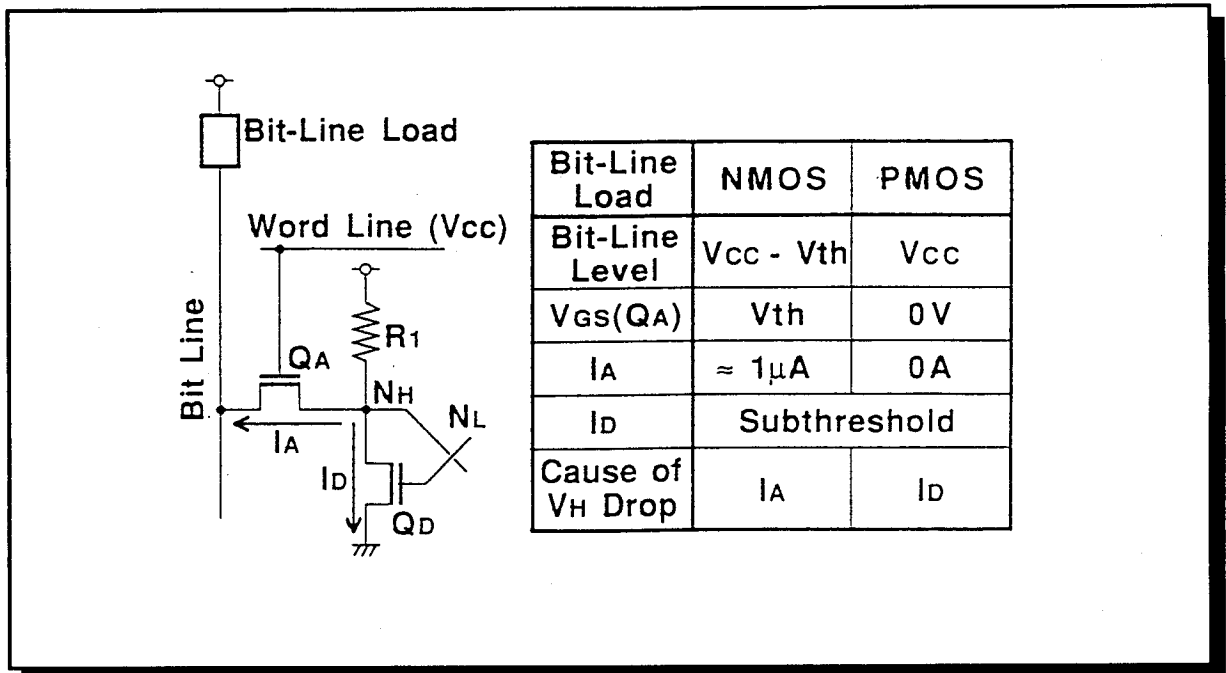 Bit-Line Load
Word Line (Vcc)
Bit Line
QA
R1
NH
NL
IA
ID
QD
Bit-Line Load NMOS PMOS
Bit-Line Level Vcc - Vth Vcc
VGS(QA) Vth 0V
IA ≈ 1μA 0A
ID Subthreshold
Cause of VH Drop IA ID